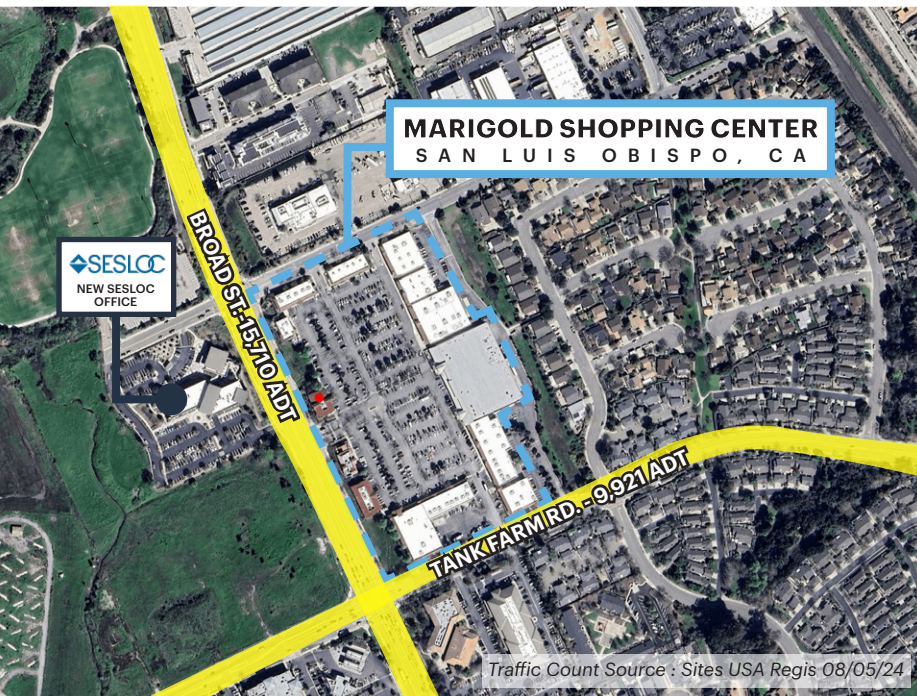 MARIGOLD SHOPPING CENTER
SAN LUIS OBISPO, CA
BROAD ST: 15,710 ADT
SESLOC
NEW SESLOC
OFFICE
TANK FARM RD. - 9,921 ADT
Traffic Count Source : Sites USA Regis 08/05/24